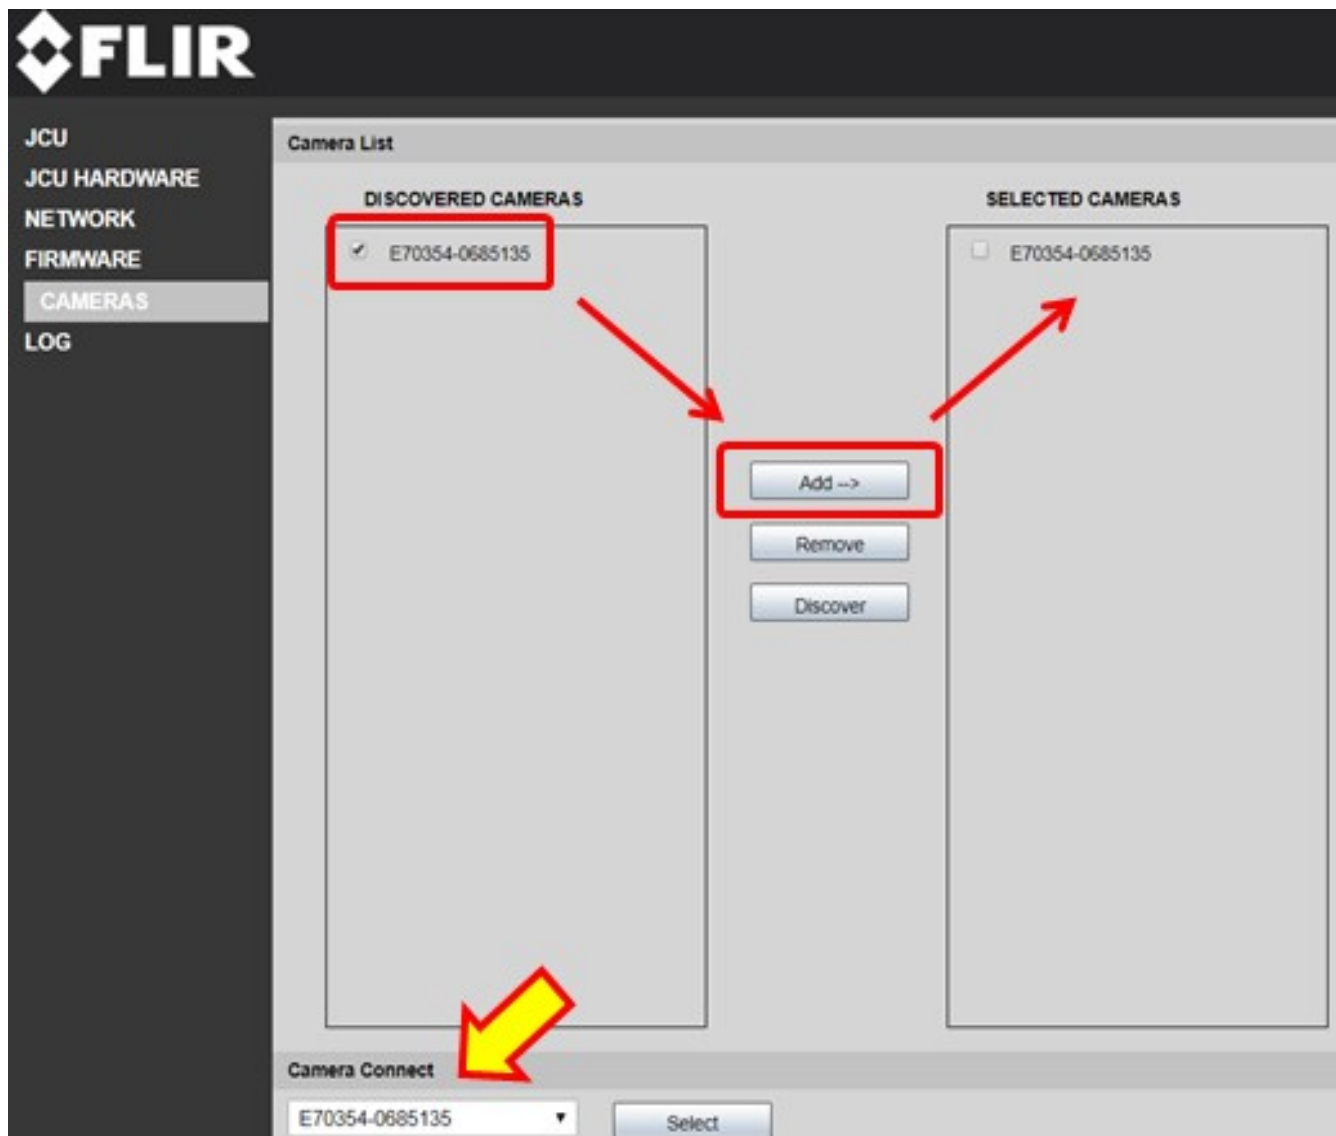 FLIR
JCU
JCU HARDWARE
NETWORK
FIRMWARE
CAMERAS
LOG
Camera List
DISCOVERED CAMERAS
E70354-0685135
Add -->
Remove
Discover
SELECTED CAMERAS
E70354-0685135
Camera Connect
E70354-0685135
Select